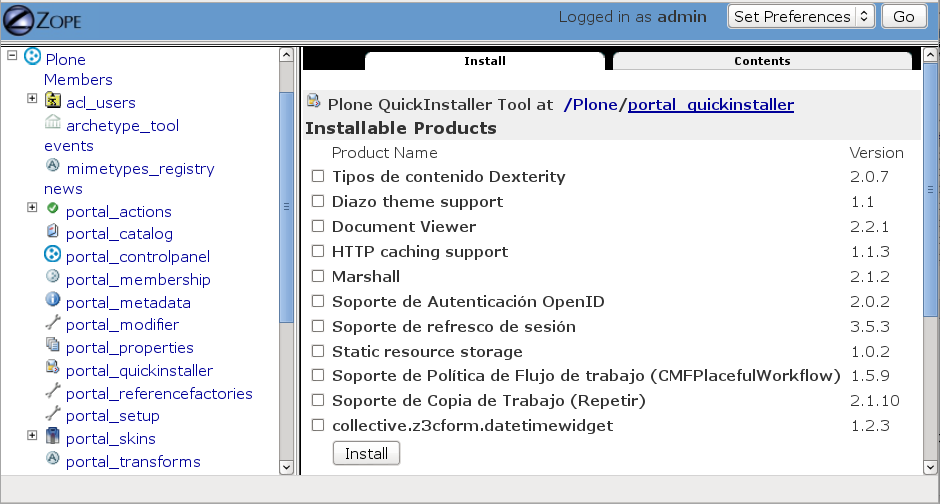 ZOPE
Logged in as admin
Set Preferences
Go
Plone
Members
acl_users
archetype_tool
events
mimetypes_registry
news
portal_actions
portal_catalog
portal_controlpanel
portal_membership
portal_metadata
portal_modifier
portal_properties
portal_quickinstaller
portal_referencefactories
portal_setup
portal_skins
portal_transforms
Install
Contents
Plone QuickInstaller Tool at /Plone/portal_quickinstaller
Installable Products
Product Name Version
Tipos de contenido Dexterity 2.0.7
Diazo theme support 1.1
Document Viewer 2.2.1
HTTP caching support 1.1.3
Marshall 2.1.2
Soporte de Autenticación OpenID 2.0.2
Soporte de refresco de sesión 3.5.3
Static resource storage 1.0.2
Soporte de Política de Flujo de trabajo (CMFPlacefulWorkflow) 1.5.9
Soporte de Copia de Trabajo (Repetir) 2.1.10
collective.z3cform.datetimewidget 1.2.3
Install